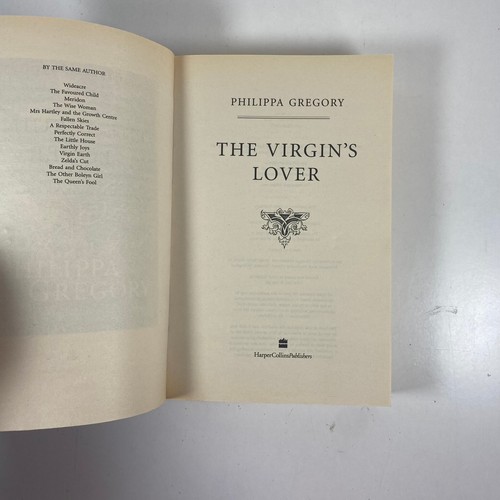 BY THE SAME AUTHOR
Wideacre
The Favoured Child
Meridon
The Wise Woman
Mrs Hartley and the Growth Centre
Fallen Skies
A Respectable Trade
Perfectly Correct
The Little House
Earthly Joys
Virgin Earth
Zelda's Cut
Bread and Chocolate
The Other Boleyn Girl
The Queen's Fool
PHILIPPA
GREGORY
PHILIPPA GREGORY
THE VIRGIN'S
LOVER
HarperCollinsPublishers